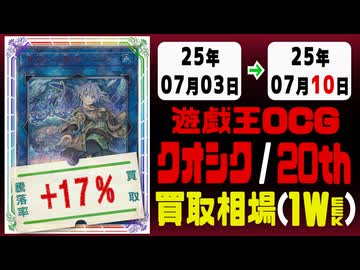 25年
07月03日
25年
07月10日
遊戯王OCG
クオシク/20th
買取相場(1W毎)
+17%
買取
騰落率